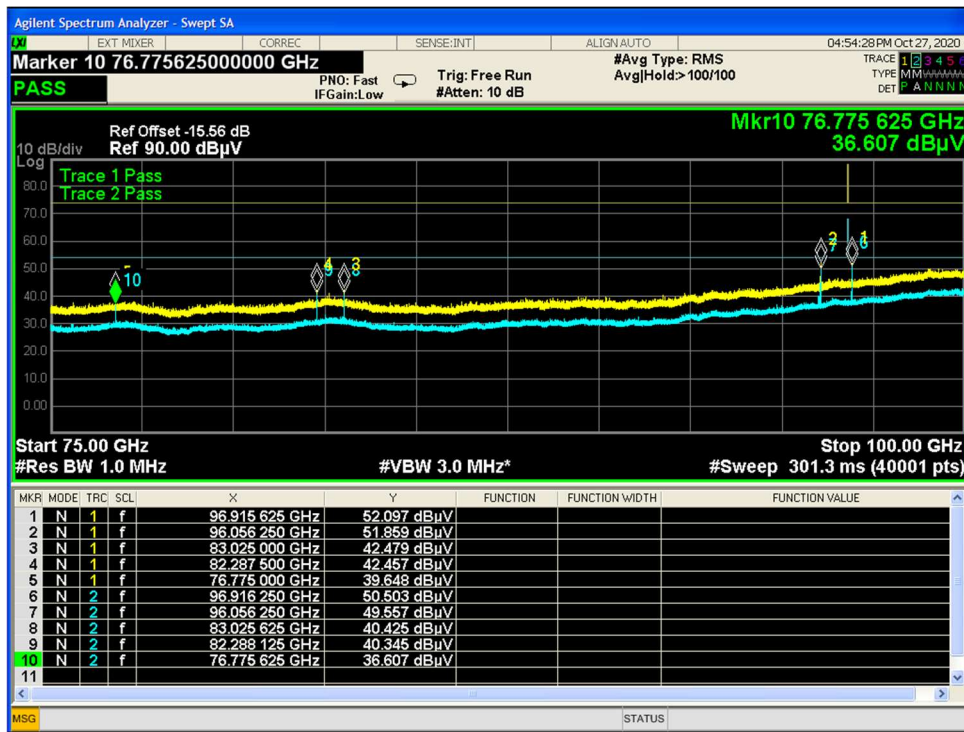 Agilent Spectrum Analyzer - Swept SA
LXI EXT MIXER CORREC SENSE:INT ALIGNAUTO 04:54:28 PM Oct 27, 2020
Marker 10 76.775625000000 GHz
PASS
PNO: Fast
IFGain:Low
Trig: Free Run
#Atten: 10 dB
#Avg Type: RMS
Avg|Hold:>100/100
TRACE 1 2 3 4 5 6
TYPE M M W W W W
DET P A N N N N
Mkr10 76.775 625 GHz
36.607 dBµV
Ref Offset -15.56 dB
10 dB/div Ref 90.00 dBµV
Log
Trace 1 Pass
Trace 2 Pass
80.0
70.0
60.0
50.0
40.0
30.0
20.0
10.0
0.00
10
4
9
3
8
2
7
1
6
Start 75.00 GHz Stop 100.00 GHz
#Res BW 1.0 MHz #VBW 3.0 MHz* #Sweep 301.3 ms (40001 pts)
MKR MODE TRC SCL X Y FUNCTION FUNCTION WIDTH FUNCTION VALUE
1 N 1 f 96.915 625 GHz 52.097 dBµV
2 N 1 f 96.056 250 GHz 51.859 dBµV
3 N 1 f 83.025 000 GHz 42.479 dBµV
4 N 1 f 82.287 500 GHz 42.457 dBµV
5 N 1 f 76.775 000 GHz 39.648 dBµV
6 N 2 f 96.916 250 GHz 50.503 dBµV
7 N 2 f 96.056 250 GHz 49.557 dBµV
8 N 2 f 83.025 625 GHz 40.425 dBµV
9 N 2 f 82.288 125 GHz 40.345 dBµV
10 N 2 f 76.775 625 GHz 36.607 dBµV
11
MSG STATUS